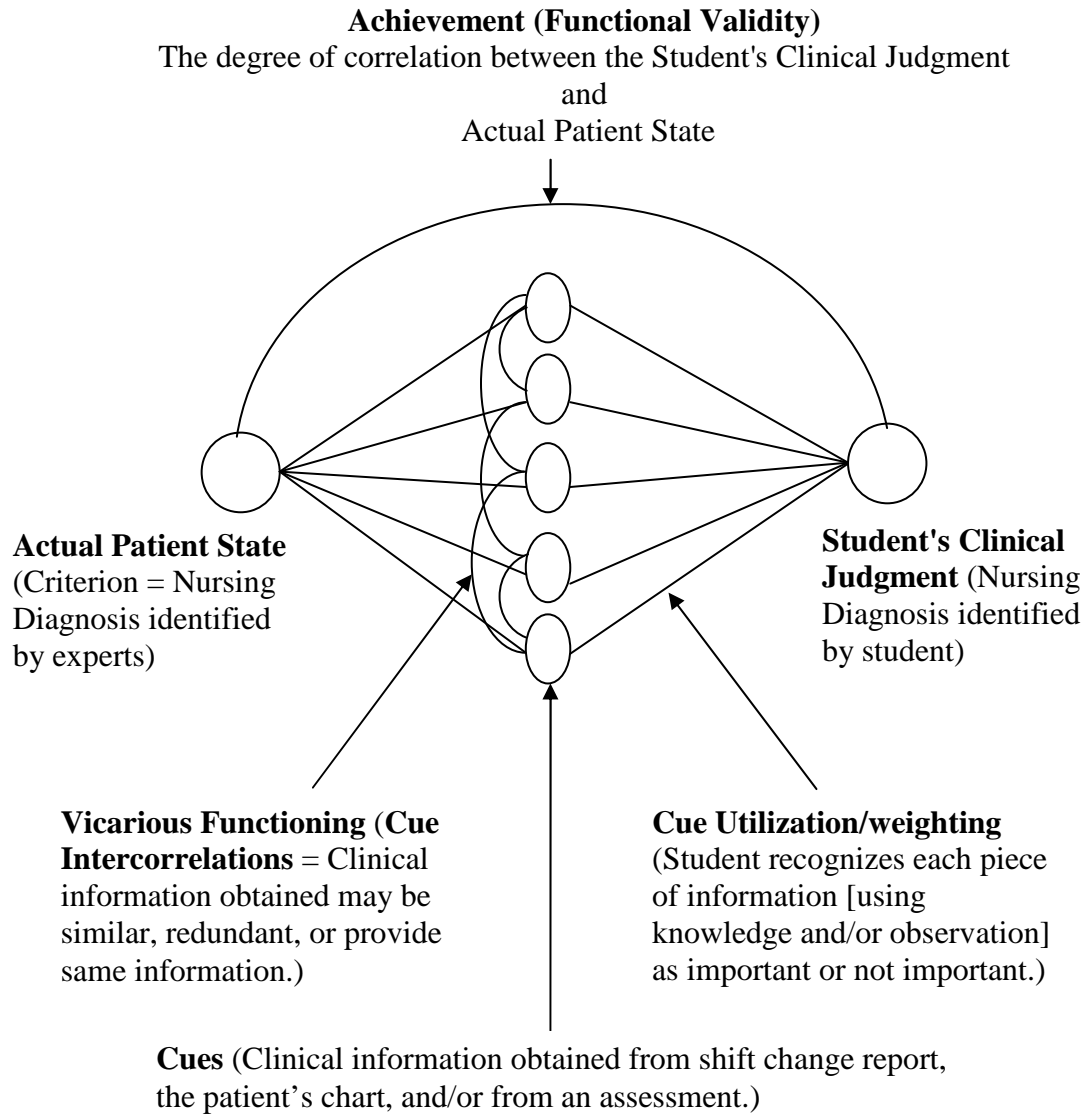 Achievement (Functional Validity)
The degree of correlation between the Student's Clinical Judgment
and
Actual Patient State
Actual Patient State
(Criterion = Nursing
Diagnosis identified
by experts)
Student's Clinical
Judgment (Nursing
Diagnosis identified
by student)
Vicarious Functioning (Cue
Intercorrelations = Clinical
information obtained may be
similar, redundant, or provide
same information.)
Cue Utilization/weighting
(Student recognizes each piece
of information [using
knowledge and/or observation]
as important or not important.)
Cues (Clinical information obtained from shift change report,
the patient’s chart, and/or from an assessment.)